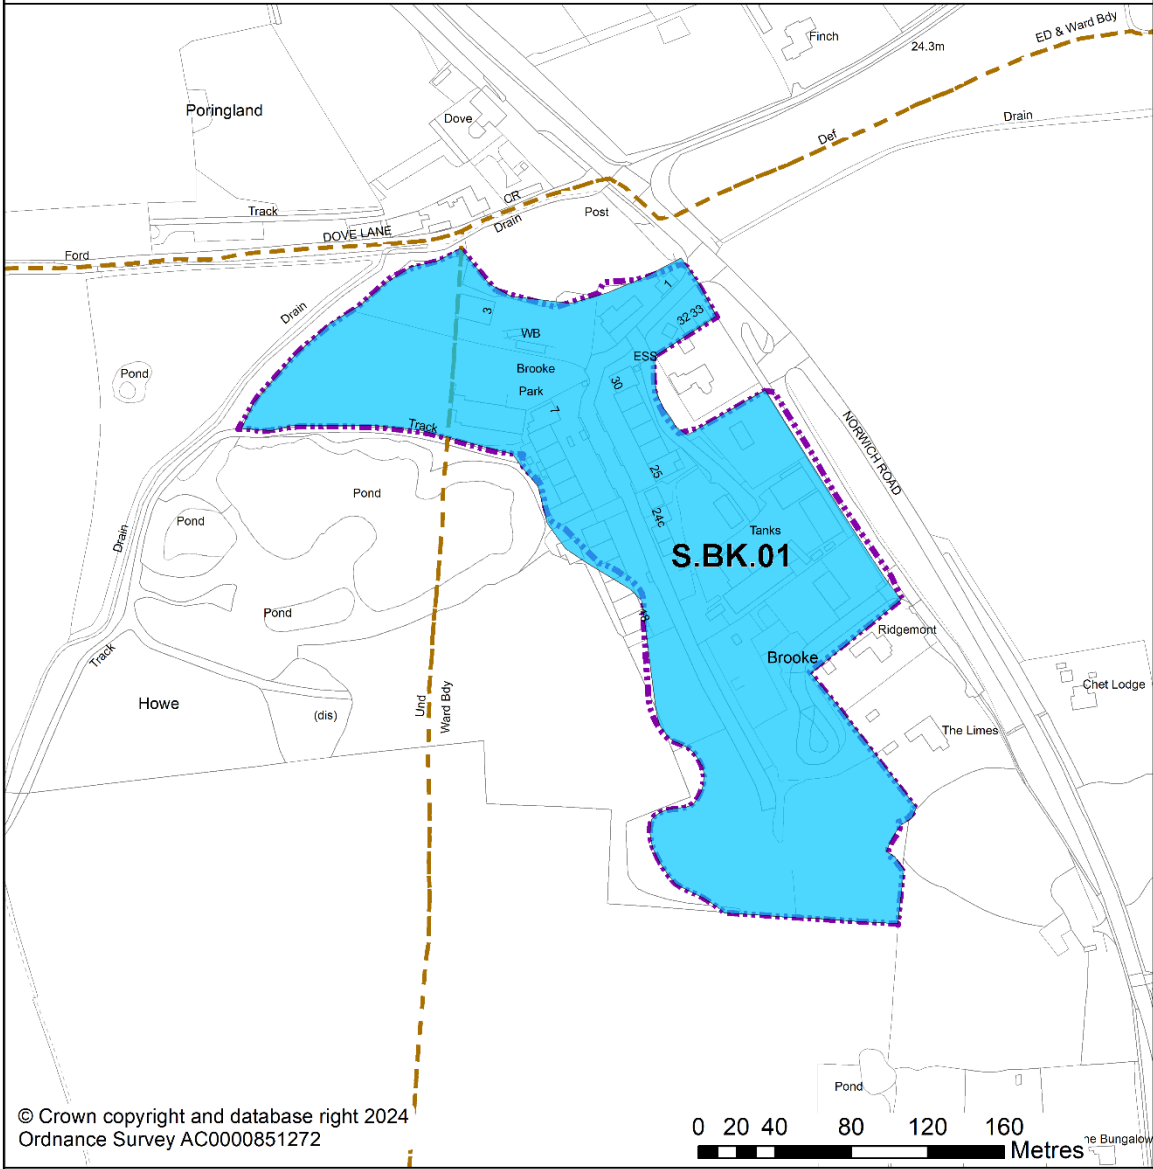 ED & Ward Bdy
Finch
24.3m
Poringland
Dove
Drain
Def
CR
Track
Post
Drain
DOVE LANE
Ford
1
Drain
3
32 33
WB
ESS
Brooke
Pond
30
Park
7
NORWICH ROAD
Track
25
Pond
Pond
24c
Drain
Tanks
S.BK.01
Pond
18
Ridgemont
Track
Brooke
Chet Lodge
Howe
Und
Ward Bdy
(dis)
The Limes
Pond
© Crown copyright and database right 2024
Ordnance Survey AC0000851272
0 20 40 80 120 160
Metres
ne Bungalow